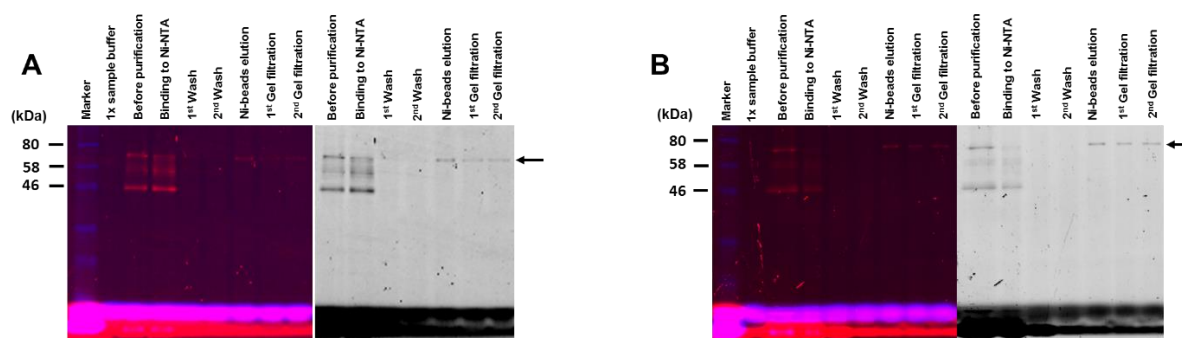 A
(kDa)
80
58
46
Marker
1x sample buffer
Before purification
Binding to Ni-NTA
1st Wash
2nd Wash
Ni-beads elution
1st Gel filtration
2nd Gel filtration
Before purification
Binding to Ni-NTA
1st Wash
2nd Wash
Ni-beads elution
1st Gel filtration
2nd Gel filtration
B
(kDa)
80
58
46
Marker
1x sample buffer
Before purification
Binding to Ni-NTA
1st Wash
2nd Wash
Ni-beads elution
1st Gel filtration
2nd Gel filtration
Before purification
Binding to Ni-NTA
1st Wash
2nd Wash
Ni-beads elution
1st Gel filtration
2nd Gel filtration